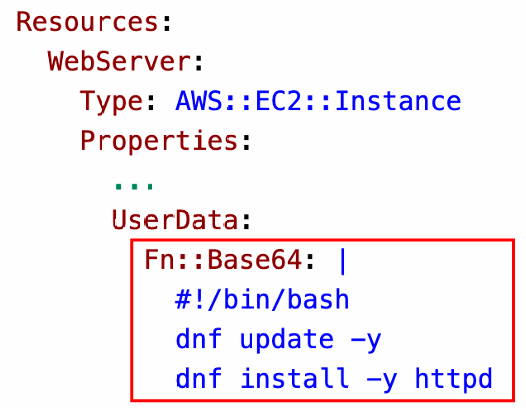 Resources:
  WebServer:
    Type: AWS::EC2::Instance
    Properties:
      ...
      UserData:
        Fn::Base64: |
          #!/bin/bash
          dnf update -y
          dnf install -y httpd